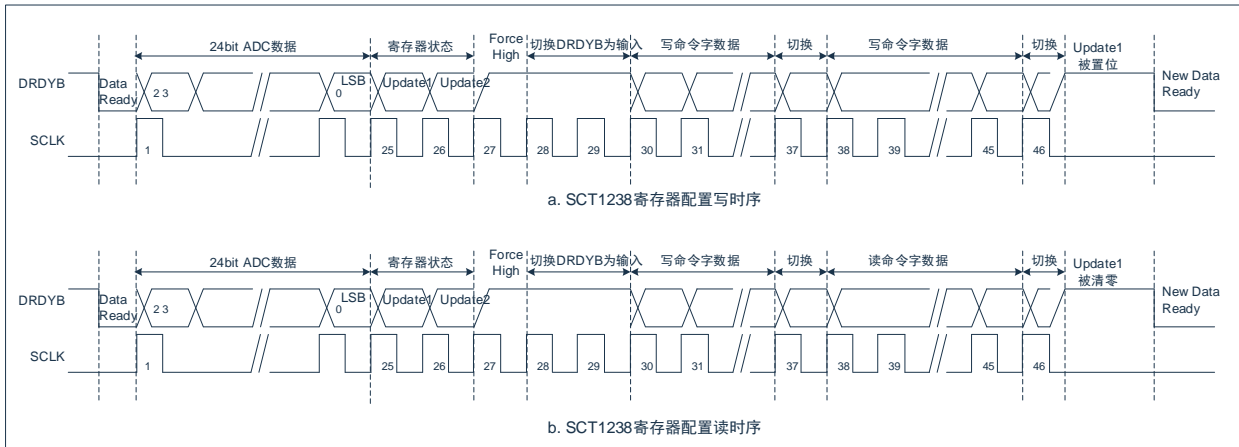 24bit ADC数据 寄存器状态 Force High 切换DRDYB为输入 写命令字数据 切换 写命令字数据 切换 Update1 被置位
DRDYB Data Ready 23 LSB 0 Update1 Update2 New Data Ready
SCLK 1 25 26 27 28 29 30 31 37 38 39 45 46
a. SCT1238寄存器配置写时序
24bit ADC数据 寄存器状态 Force High 切换DRDYB为输入 写命令字数据 切换 读命令字数据 切换 Update1 被清零
DRDYB Data Ready 23 LSB 0 Update1 Update2 New Data Ready
SCLK 1 25 26 27 28 29 30 31 37 38 39 45 46
b. SCT1238寄存器配置读时序